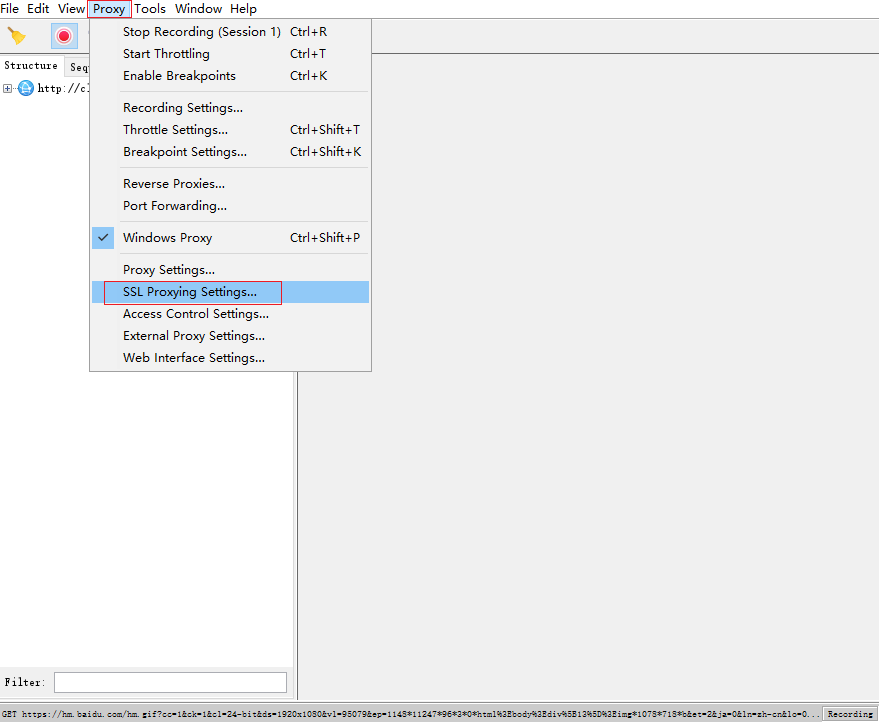 File Edit View Proxy Tools Window Help
Stop Recording (Session 1) Ctrl+R
Start Throttling Ctrl+T
Enable Breakpoints Ctrl+K
Structure Seq
http://cl
Recording Settings...
Throttle Settings... Ctrl+Shift+T
Breakpoint Settings... Ctrl+Shift+K
Reverse Proxies...
Port Forwarding...
Windows Proxy Ctrl+Shift+P
Proxy Settings...
SSL Proxying Settings...
Access Control Settings...
External Proxy Settings...
Web Interface Settings...
Filter:
GET https://hm.baidu.com/hm.gif?cc=1&ck=1&cl=24-bit&ds=1920x1080&vl=95079&ep=1148*11247*96*3*0*html%3Ebody%3Ediv%5B13%5D%3Eimg*1078*718*b&et=2&ja=0&ln=zh-cn&lo=0... Recording